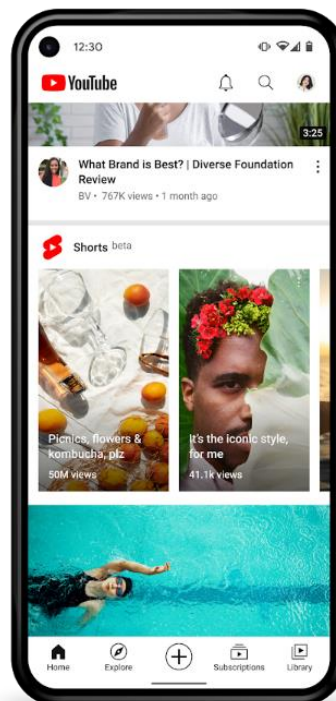 12:30
YouTube
3:25
What Brand is Best? | Diverse Foundation
Review
BV • 767K views • 1 month ago
Shorts beta
Picnics, flowers &
kombucha, plz
50M views
It's the iconic style,
for me
41.1k views
Home
Explore
Subscriptions
Library